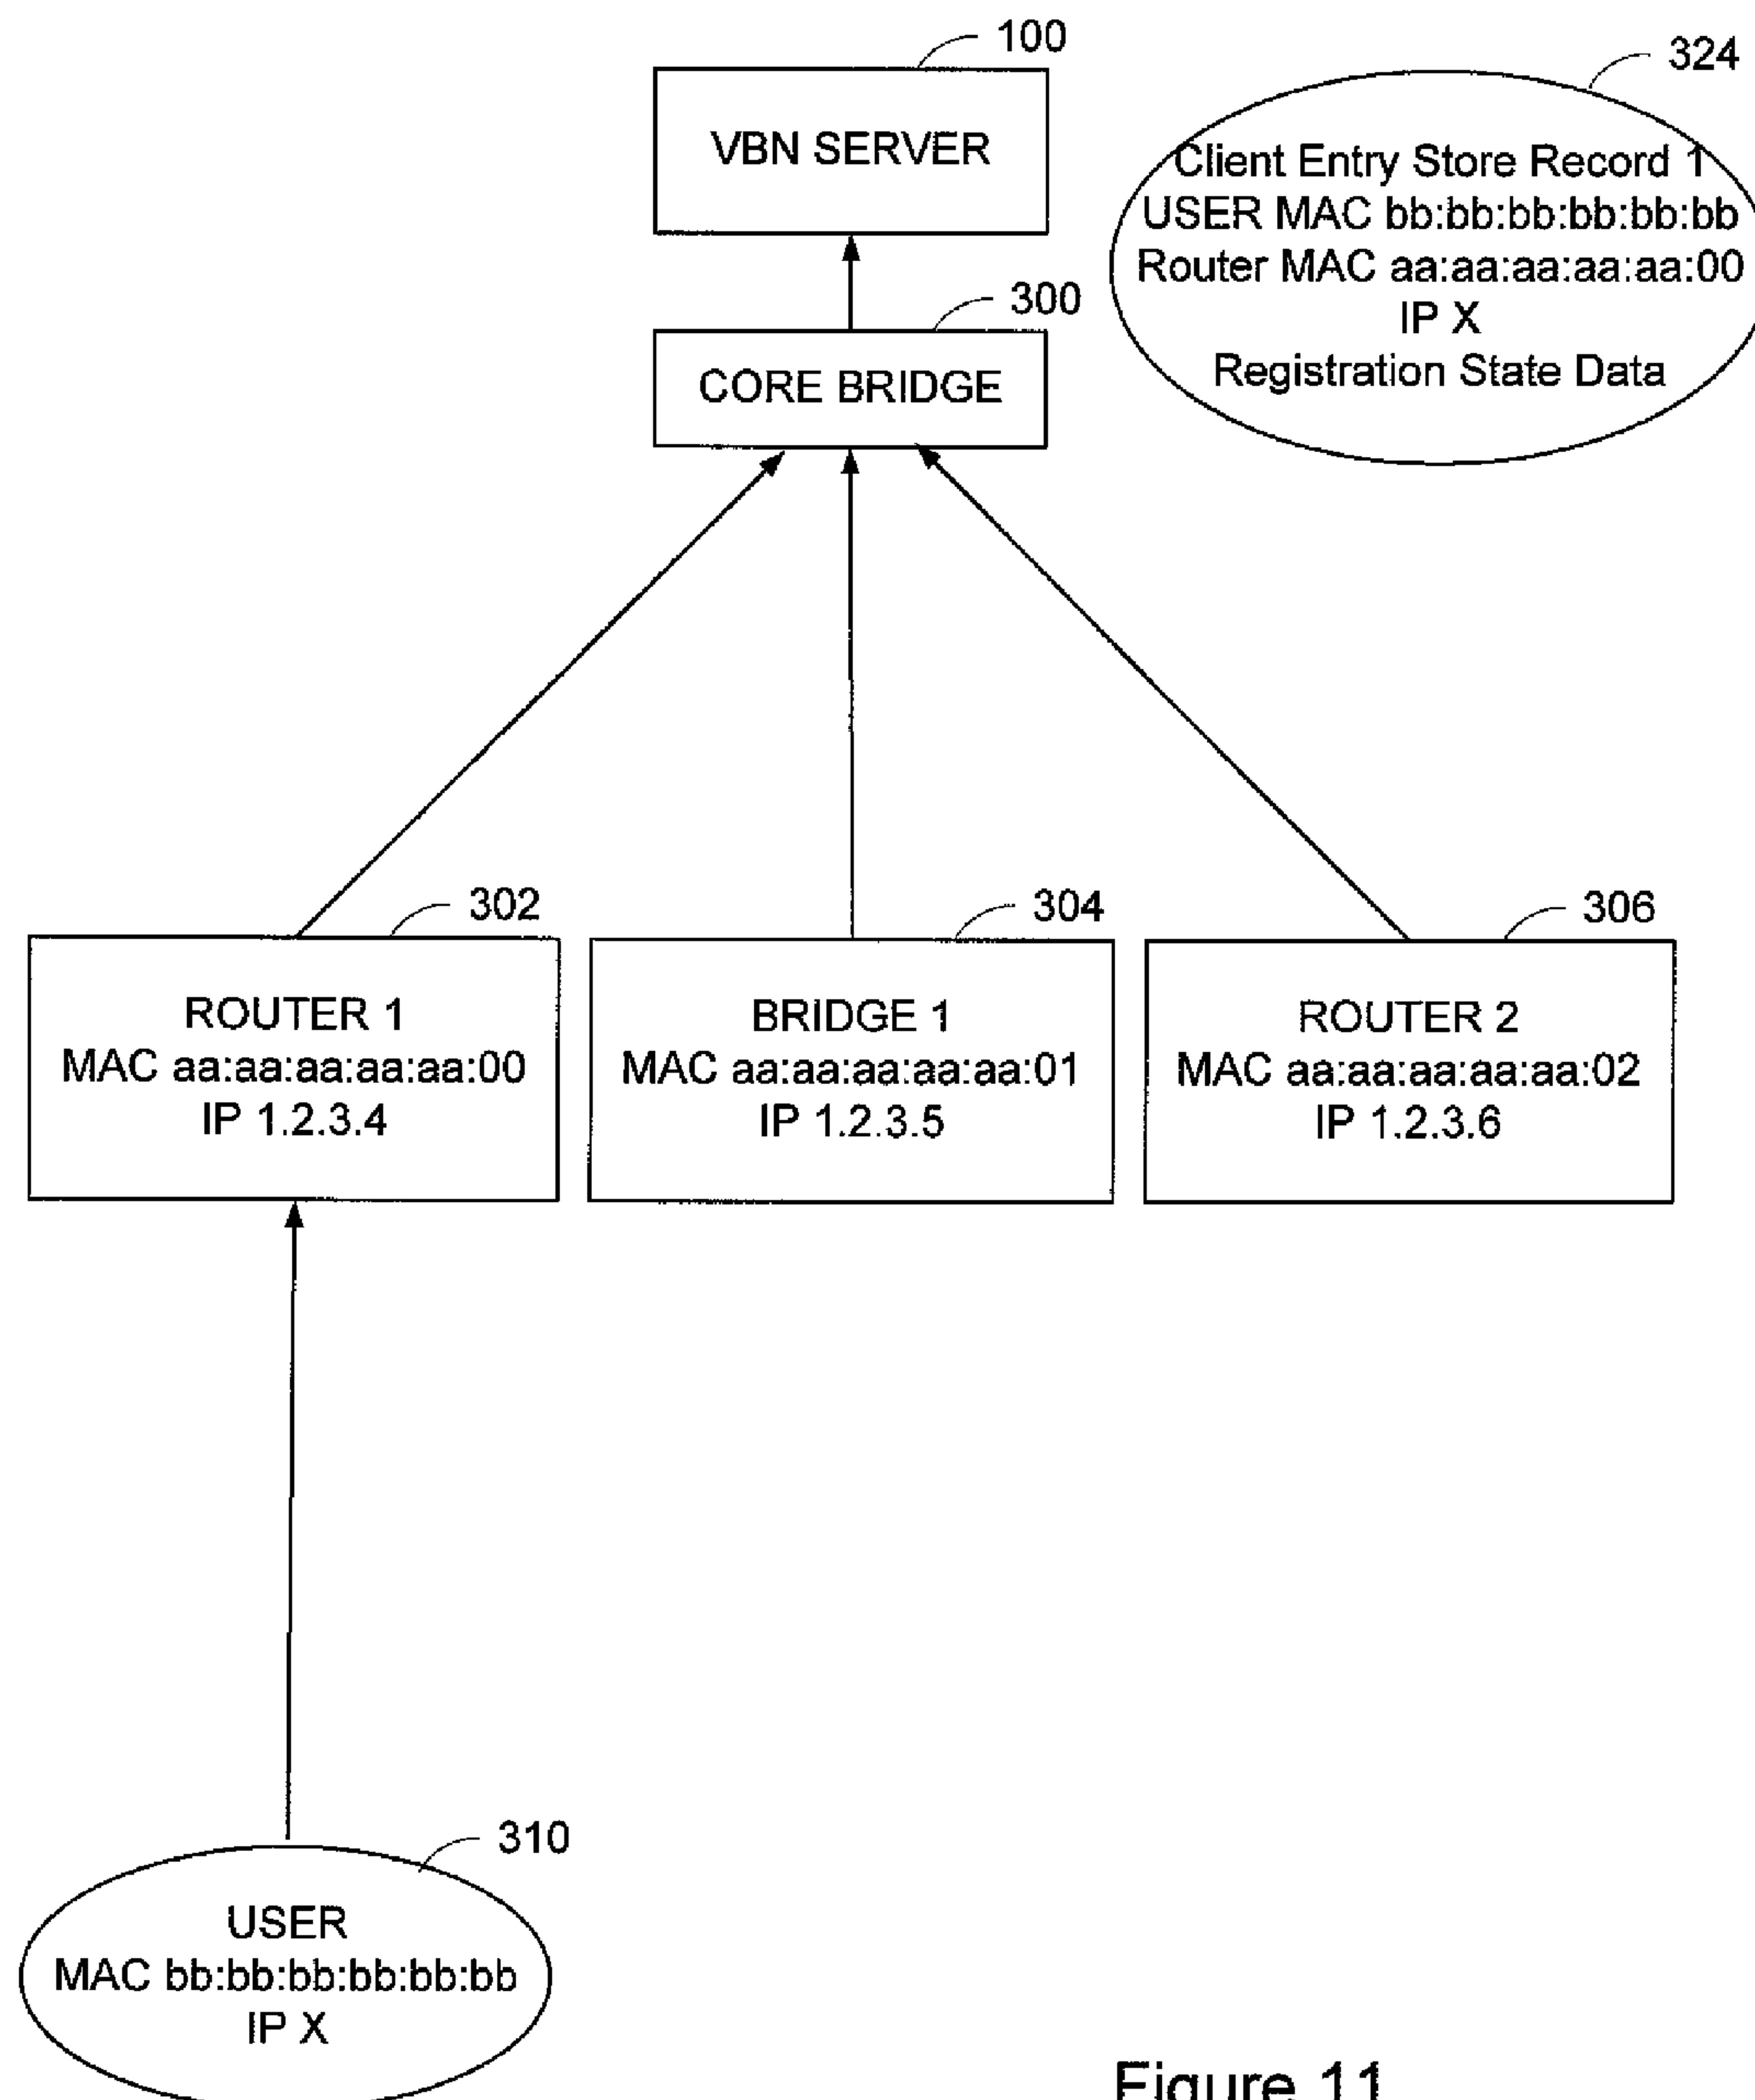 100
VBN SERVER
324
Client Entry Store Record 1
USER MAC bb:bb:bb:bb:bb:bb
Router MAC aa:aa:aa:aa:aa:00
IP X
Registration State Data
300
CORE BRIDGE
302
ROUTER 1
MAC aa:aa:aa:aa:aa:00
IP 1.2.3.4
304
BRIDGE 1
MAC aa:aa:aa:aa:aa:01
IP 1.2.3.5
306
ROUTER 2
MAC aa:aa:aa:aa:aa:02
IP 1.2.3.6
310
USER
MAC bb:bb:bb:bb:bb:bb
IP X
Figure 11